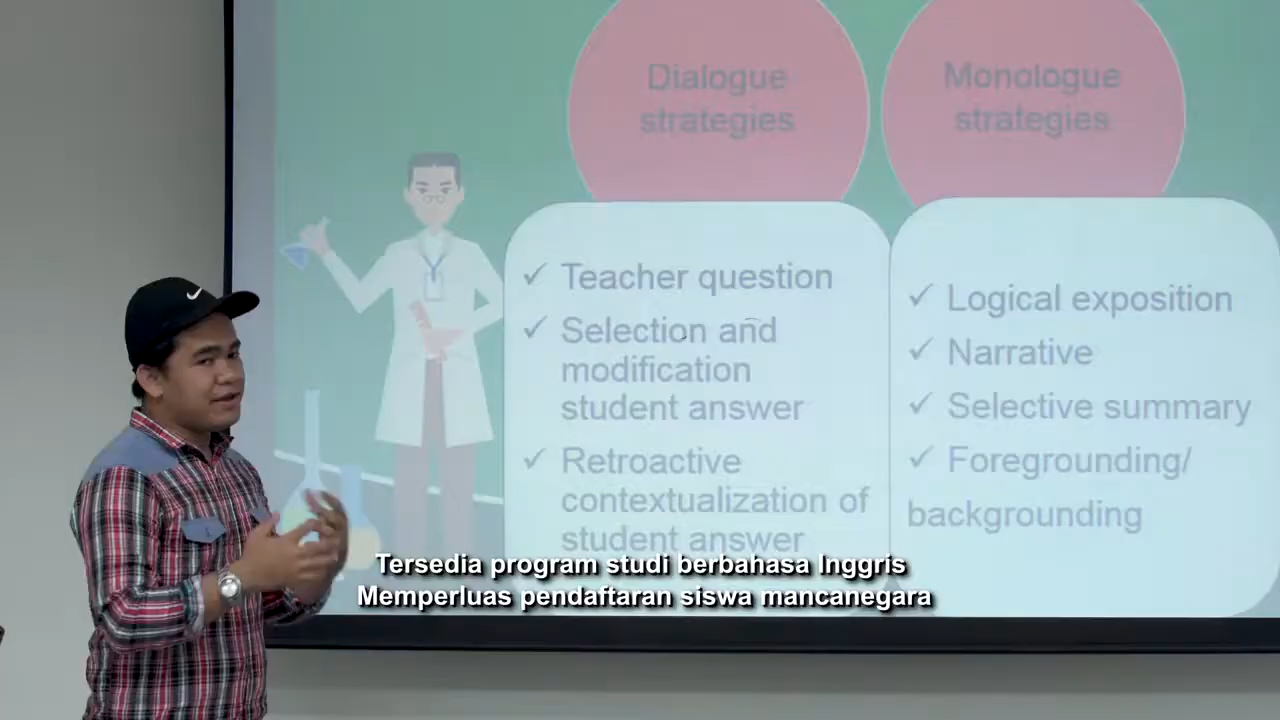 Dialogue
strategies
Monologue
strategies
✓ Teacher question
✓ Selection and
modification
student answer
✓ Retroactive
contextualization of
student answer
✓ Logical exposition
✓ Narrative
✓ Selective summary
✓ Foregrounding/
backgrounding
Tersedia program studi berbahasa Inggris
Memperluas pendaftaran siswa mancanegara